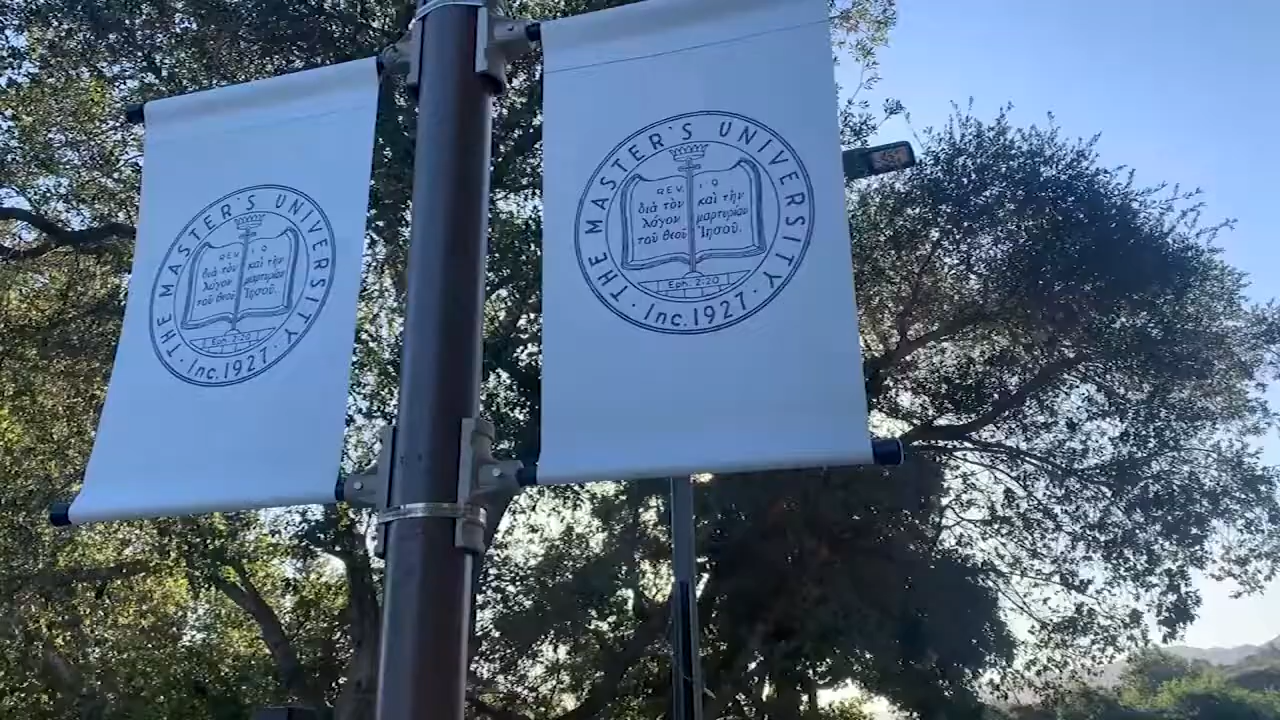 THE MASTER'S UNIVERSITY
REV. 1·9
διὰ τὸν καὶ τὴν
λόγον μαρτυρίαν
τοῦ θεοῦ Ἰησοῦ.
Eph. 2:20
Inc. 1927
THE MASTER'S UNIVERSITY
REV. 1·9
διὰ τὸν καὶ τὴν
λόγον μαρτυρίαν
τοῦ θεοῦ Ἰησοῦ.
Eph. 2:20
Inc. 1927